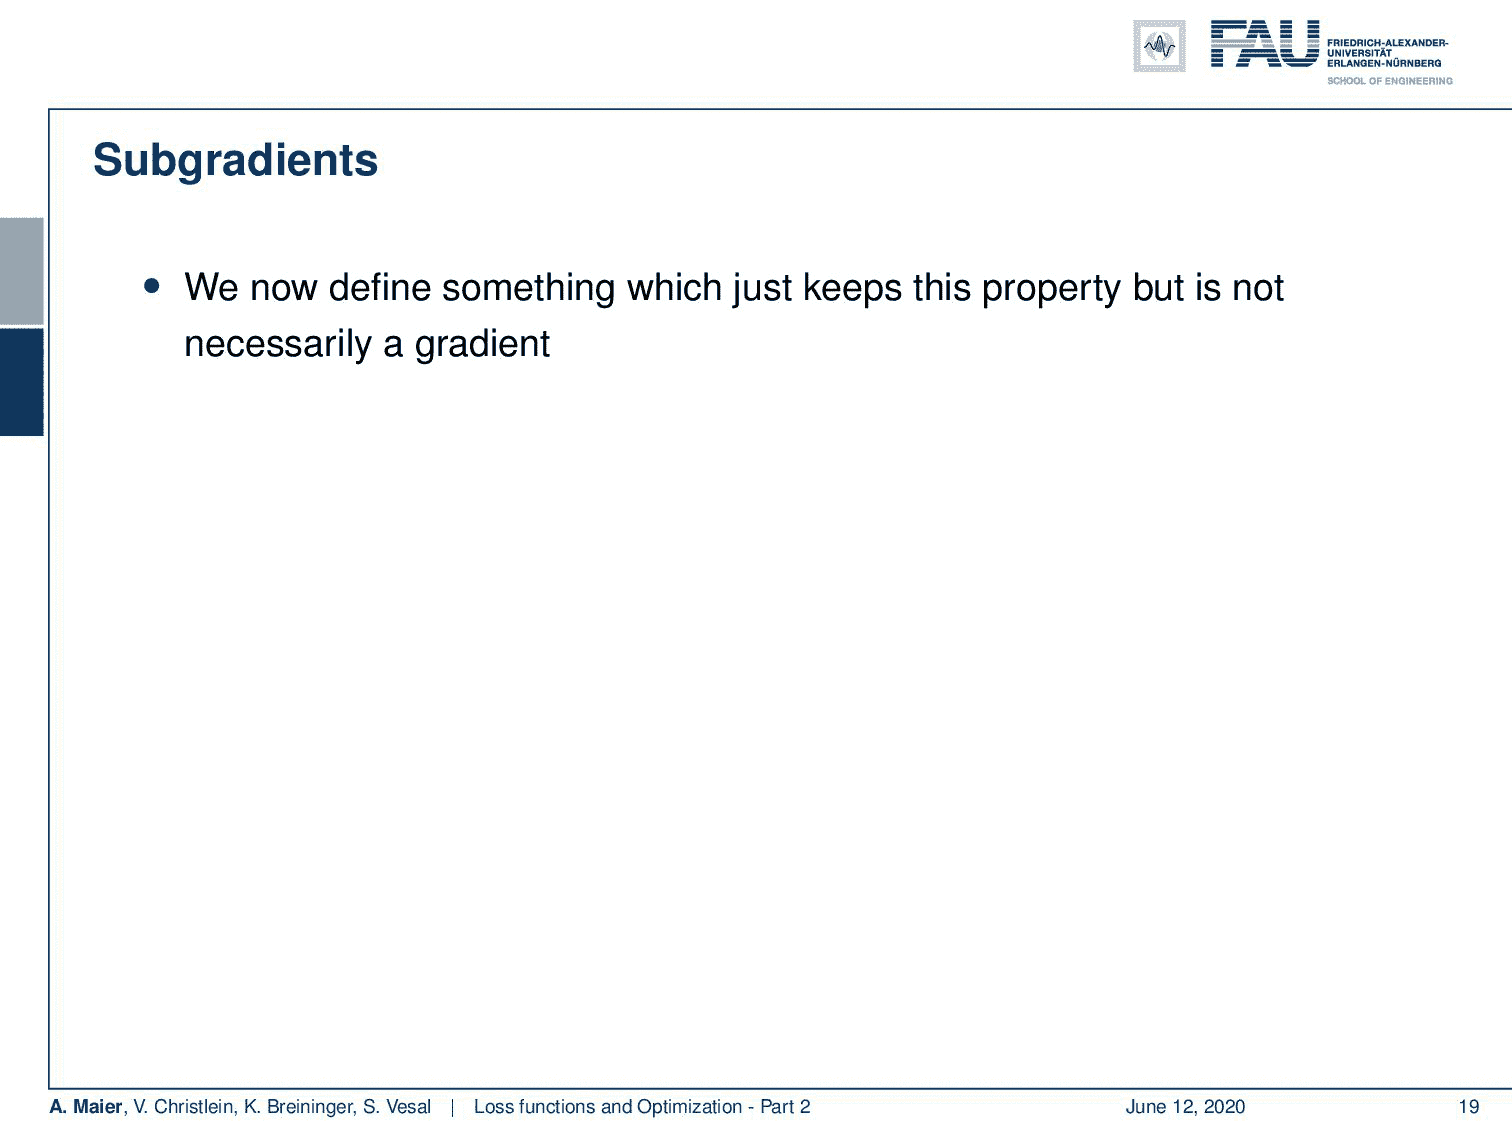 FAU
FRIEDRICH-ALEXANDER-
UNIVERSITÄT
ERLANGEN-NÜRNBERG
SCHOOL OF ENGINEERING
Subgradients
• We now define something which just keeps this property but is not
necessarily a gradient
A. Maier, V. Christlein, K. Breininger, S. Vesal | Loss functions and Optimization - Part 2 June 12, 2020 19